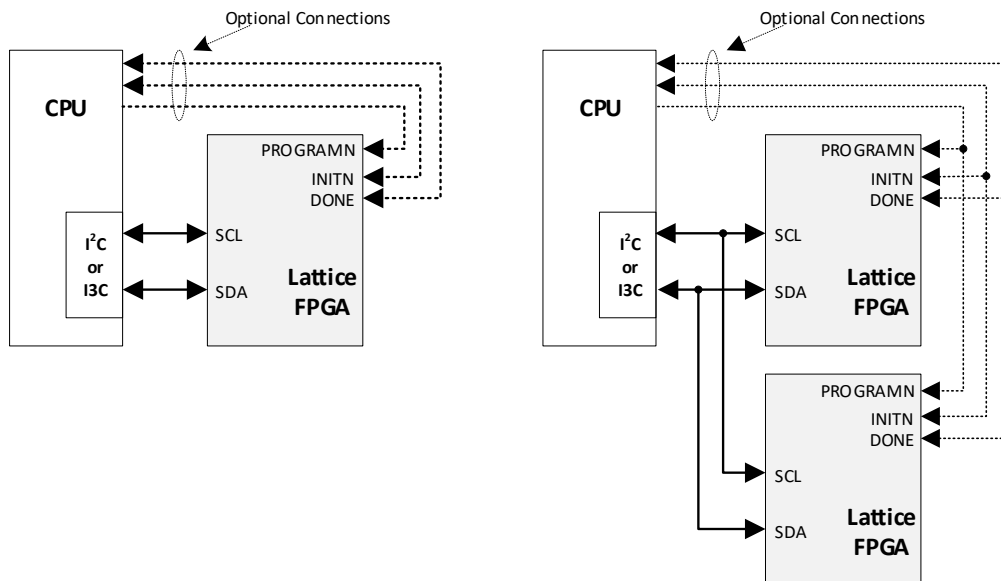 Optional Connections
CPU
PROGRAMN
INITN
DONE
I²C
or
I3C
SCL
SDA
Lattice
FPGA
Optional Connections
CPU
PROGRAMN
INITN
DONE
I²C
or
I3C
SCL
SDA
Lattice
FPGA
PROGRAMN
INITN
DONE
SCL
SDA
Lattice
FPGA